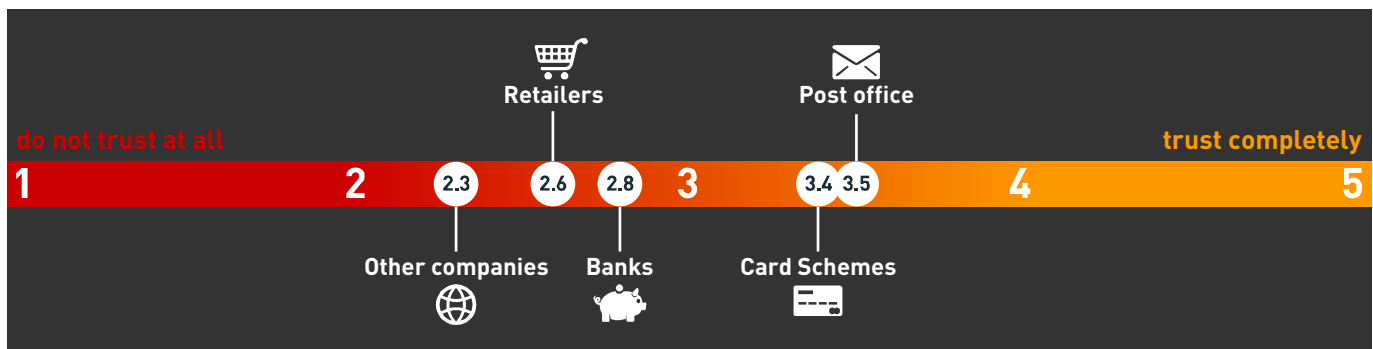 Retailers
Post office
do not trust at all
trust completely
1 2 2.3 2.6 2.8 3 3.4 3.5 4 5
Other companies
Banks
Card Schemes